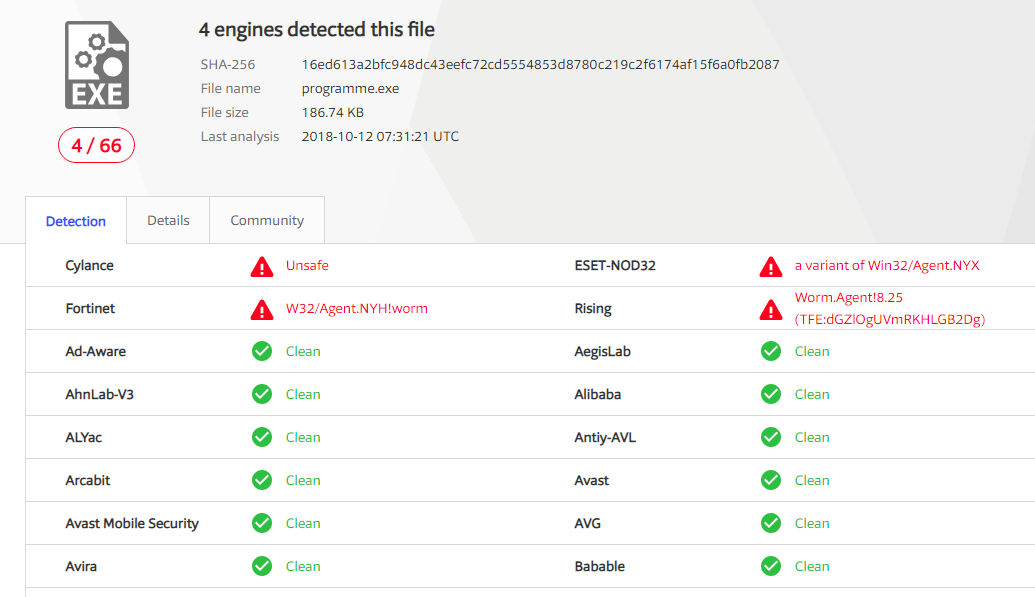 4 engines detected this file
SHA-256 16ed613a2bfc948dc43eefc72cd5554853d8780c219c2f6174af15f6a0fb2087
File name programme.exe
File size 186.74 KB
Last analysis 2018-10-12 07:31:21 UTC
EXE
4 / 66
Detection Details Community
Cylance Unsafe ESET-NOD32 a variant of Win32/Agent.NYX
Fortinet W32/Agent.NYH!worm Rising Worm.Agent!8.25
(TFE:dGZlOgUVmRKHLGB2Dg)
Ad-Aware Clean AegisLab Clean
AhnLab-V3 Clean Alibaba Clean
ALYac Clean Antiy-AVL Clean
Arcabit Clean Avast Clean
Avast Mobile Security Clean AVG Clean
Avira Clean Babable Clean